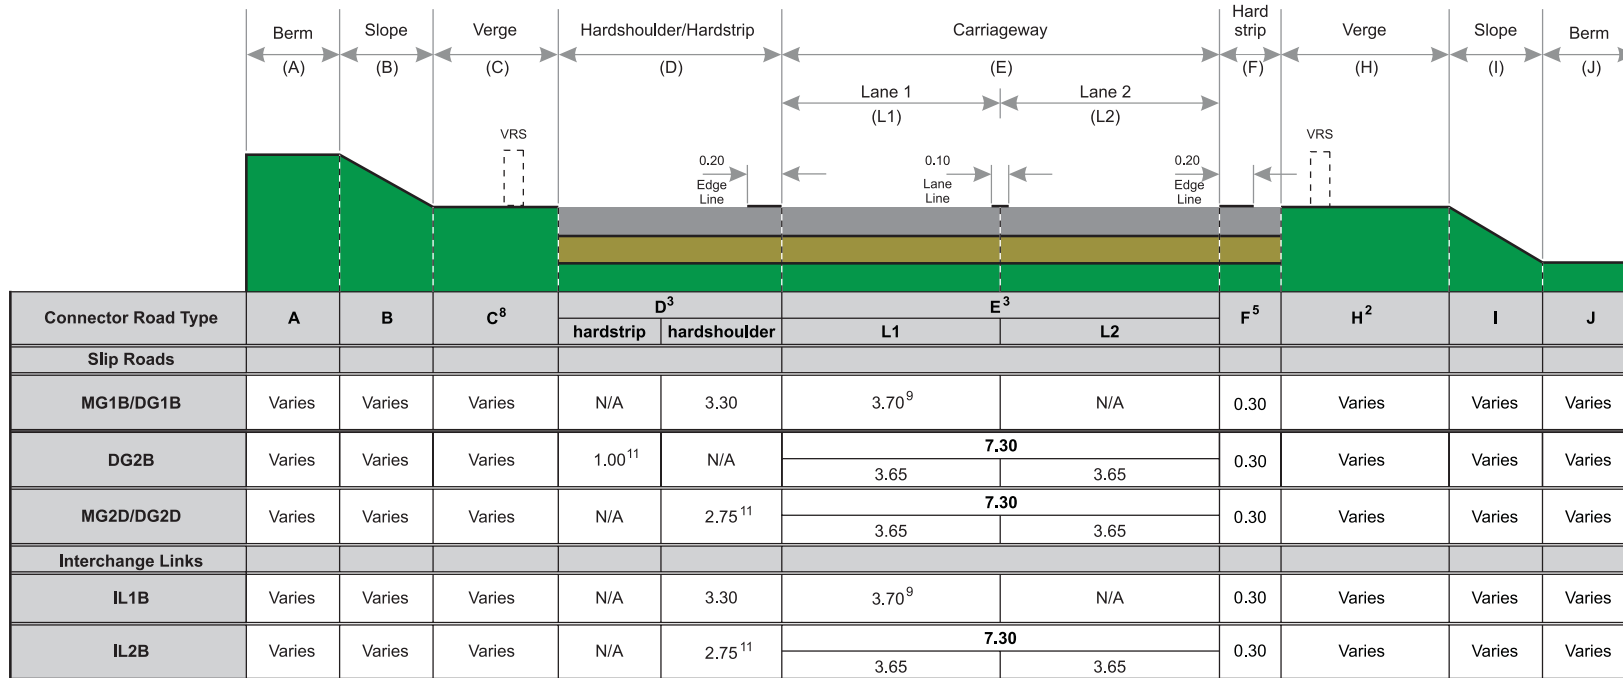 Berm Slope Verge Hardshoulder/Hardstrip Carriageway Hard strip Verge Slope Berm
(A) (B) (C) (D) (E) (F) (H) (I) (J)
Lane 1 Lane 2
(L1) (L2)
VRS VRS
0.20 Edge Line
0.10 Lane Line
0.20 Edge Line
Connector Road Type A B C⁸ D³ E³ F⁵ H² I J
hardstrip hardshoulder L1 L2
Slip Roads
MG1B/DG1B Varies Varies Varies N/A 3.30 3.70⁹ N/A 0.30 Varies Varies Varies
DG2B Varies Varies Varies 1.00¹¹ N/A 7.30 0.30 Varies Varies Varies
3.65 3.65
MG2D/DG2D Varies Varies Varies N/A 2.75¹¹ 7.30 0.30 Varies Varies Varies
3.65 3.65
Interchange Links
IL1B Varies Varies Varies N/A 3.30 3.70⁹ N/A 0.30 Varies Varies Varies
IL2B Varies Varies Varies N/A 2.75¹¹ 7.30 0.30 Varies Varies Varies
3.65 3.65